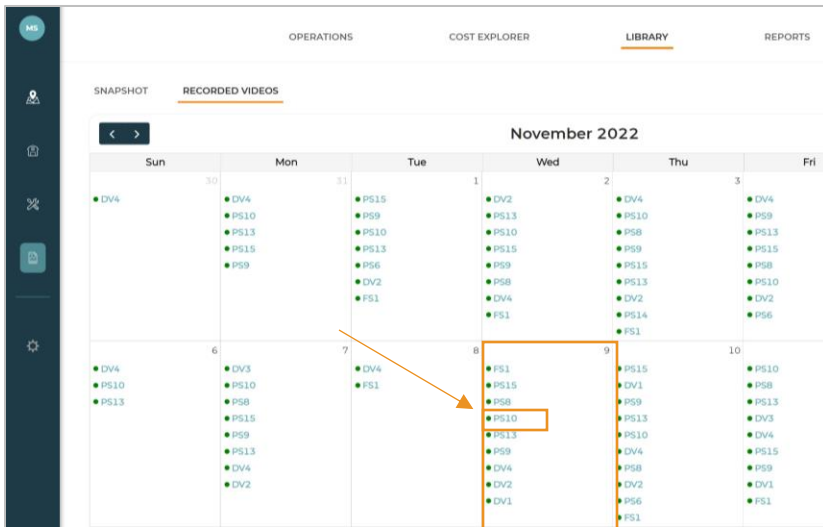 MS
OPERATIONS COST EXPLORER LIBRARY REPORTS
SNAPSHOT RECORDED VIDEOS
< >
November 2022
Sun Mon Tue Wed Thu Fri
30 31 1 2 3
DV4 DV4 PS15 DV2 DV4 DV4
PS10 PS9 PS13 PS10 PS9
PS13 PS10 PS10 PS8 PS13
PS15 PS13 PS15 PS9 PS15
PS9 PS6 PS9 PS15 PS8
DV2 PS8 PS13 PS10
FS1 DV4 DV2 DV2
FS1 PS14 PS6
FS1
6 7 8 9 10
DV4 DV3 DV4 FS1 PS15 PS10
PS10 PS10 FS1 PS15 DV1 PS8
PS13 PS8 PS8 PS9 PS13
PS15 PS10 PS13 DV3
PS9 PS13 PS10 DV4
PS13 PS9 DV4 PS15
DV4 DV4 PS8 PS9
DV2 DV2 DV2 DV1
DV1 PS6 FS1
FS1